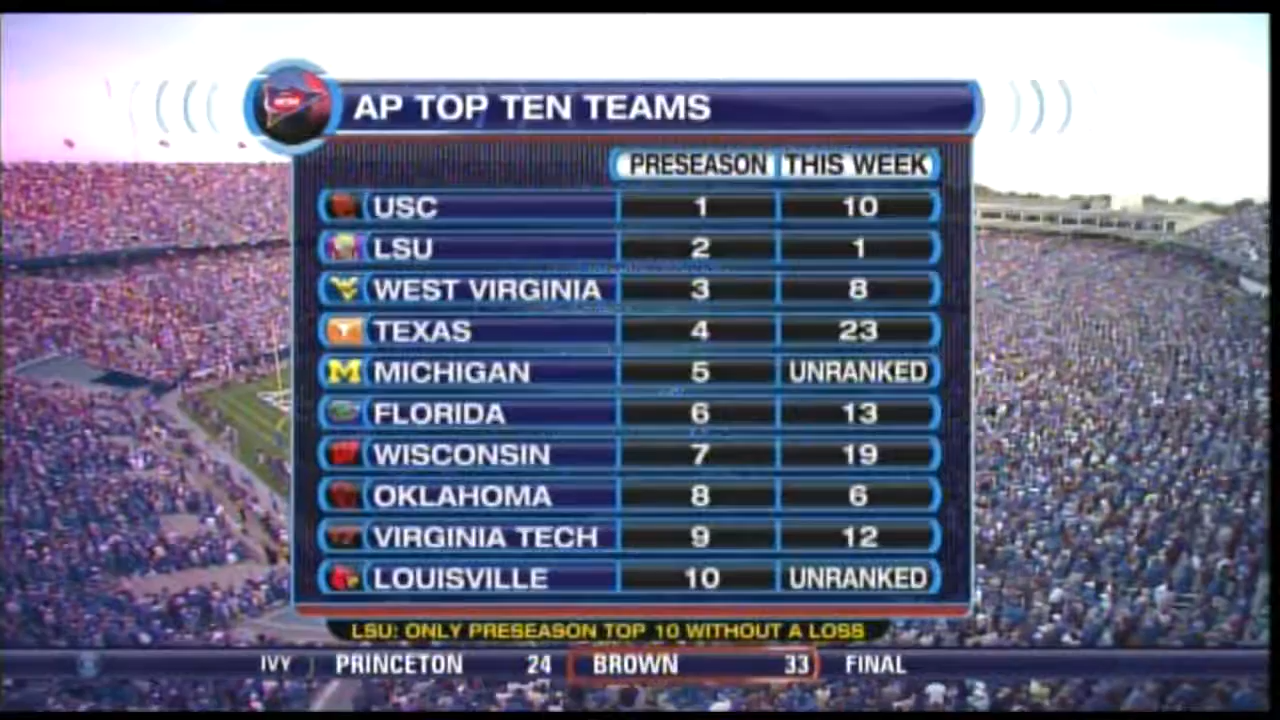 AP TOP TEN TEAMS
PRESEASON THIS WEEK
USC 1 10
LSU 2 1
WEST VIRGINIA 3 8
TEXAS 4 23
MICHIGAN 5 UNRANKED
FLORIDA 6 13
WISCONSIN 7 19
OKLAHOMA 8 6
VIRGINIA TECH 9 12
LOUISVILLE 10 UNRANKED
LSU: ONLY PRESEASON TOP 10 WITHOUT A LOSS
IVY PRINCETON 24 BROWN 33 FINAL